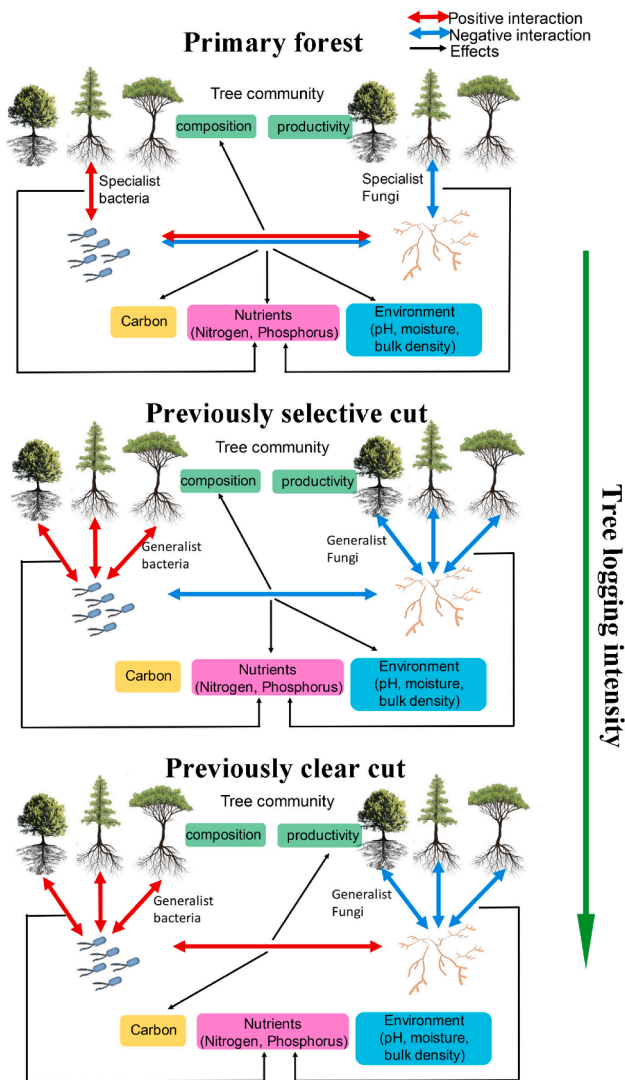 Positive interaction
Negative interaction
Effects
Primary forest
Tree community
composition
productivity
Specialist
bacteria
Specialist
Fungi
Carbon
Nutrients
(Nitrogen, Phosphorus)
Environment
(pH, moisture,
bulk density)
Previously selective cut
Tree community
composition
productivity
Generalist
bacteria
Generalist
Fungi
Carbon
Nutrients
(Nitrogen, Phosphorus)
Environment
(pH, moisture,
bulk density)
Previously clear cut
Tree community
composition
productivity
Generalist
bacteria
Generalist
Fungi
Carbon
Nutrients
(Nitrogen, Phosphorus)
Environment
(pH, moisture,
bulk density)
Tree logging intensity